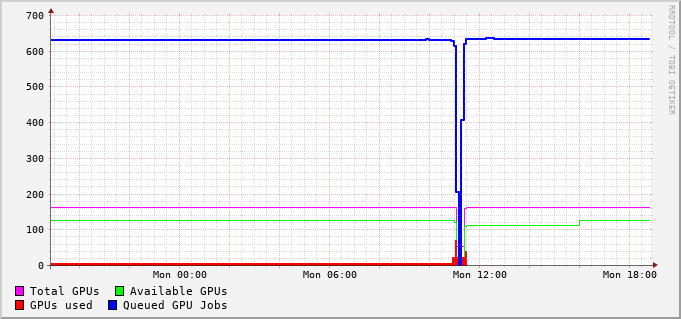 700
600
500
400
300
200
100
0
Mon 00:00 Mon 06:00 Mon 12:00 Mon 18:00
Total GPUs Available GPUs
GPUs used Queued GPU Jobs
RRDTOOL / TOBI OETIKER